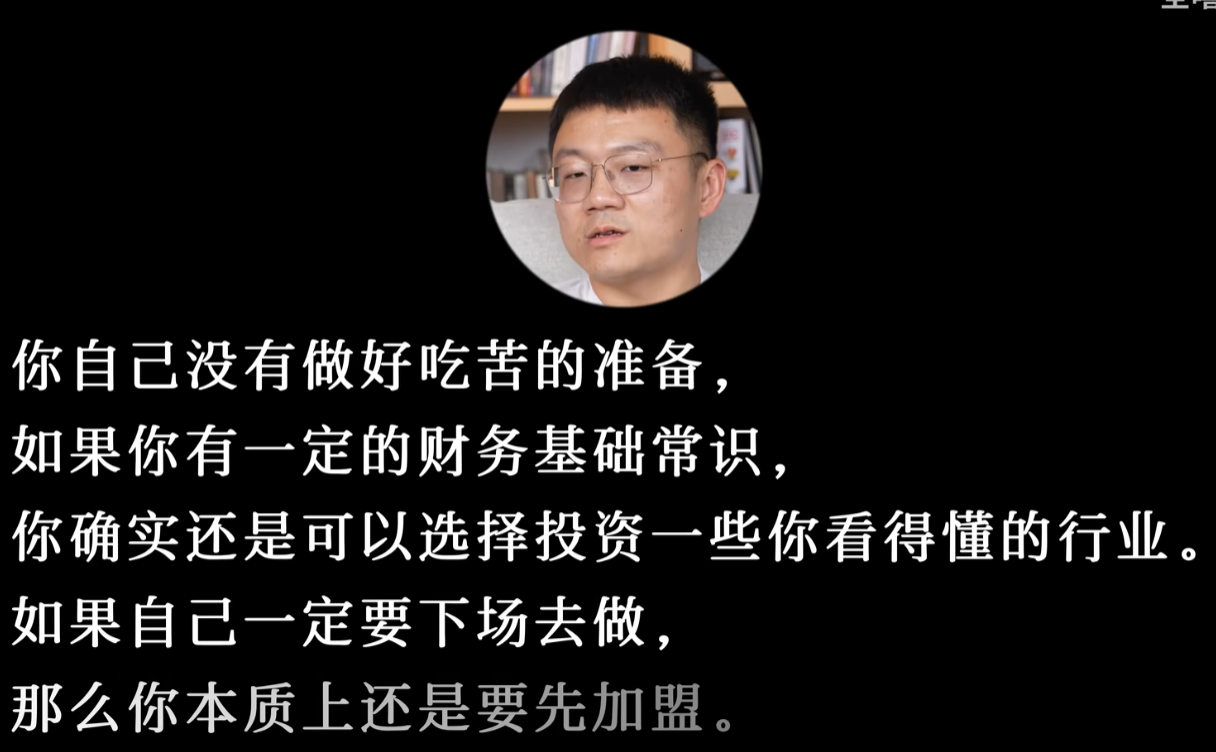 你自己没有做好吃苦的准备，
如果你有一定的财务基础常识，
你确实还是可以选择投资一些你看得懂的行业。
如果自己一定要下场去做，
那么你本质上还是要先加盟。